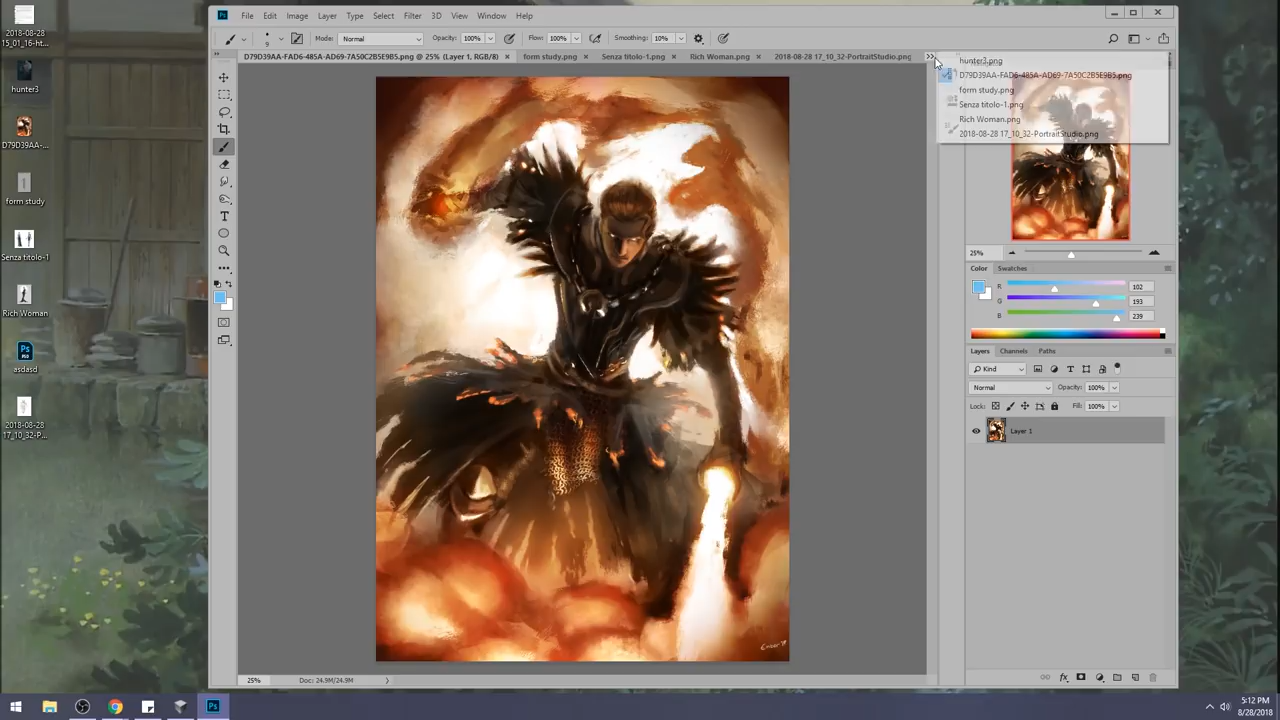 2018-08-28
15_01_16-ht...
hunter3
D79D39AA-...
form study
Senza titolo-1
Rich Woman
asdasd
2018-08-28
17_10_32-P...
Ps
File Edit Image Layer Type Select Filter 3D View Window Help
9 Mode: Normal Opacity: 100% Flow: 100% Smoothing: 10%
D79D39AA-FAD6-485A-AD69-7A50C2B5E9B5.png @ 25% (Layer 1, RGB/8) × form study.png × Senza titolo-1.png × Rich Woman.png × 2018-08-28 17_10_32-PortraitStudio.png
hunter3.png
D79D39AA-FAD6-485A-AD69-7A50C2B5E9B5.png
form study.png
Senza titolo-1.png
Rich Woman.png
2018-08-28 17_10_32-PortraitStudio.png
25%
Color Swatches
R 102
G 193
B 239
Layers Channels Paths
Kind
Normal Opacity: 100%
Lock: Fill: 100%
Layer 1
25% Doc: 24.9M/24.9M
Ps
5:12 PM
8/28/2018